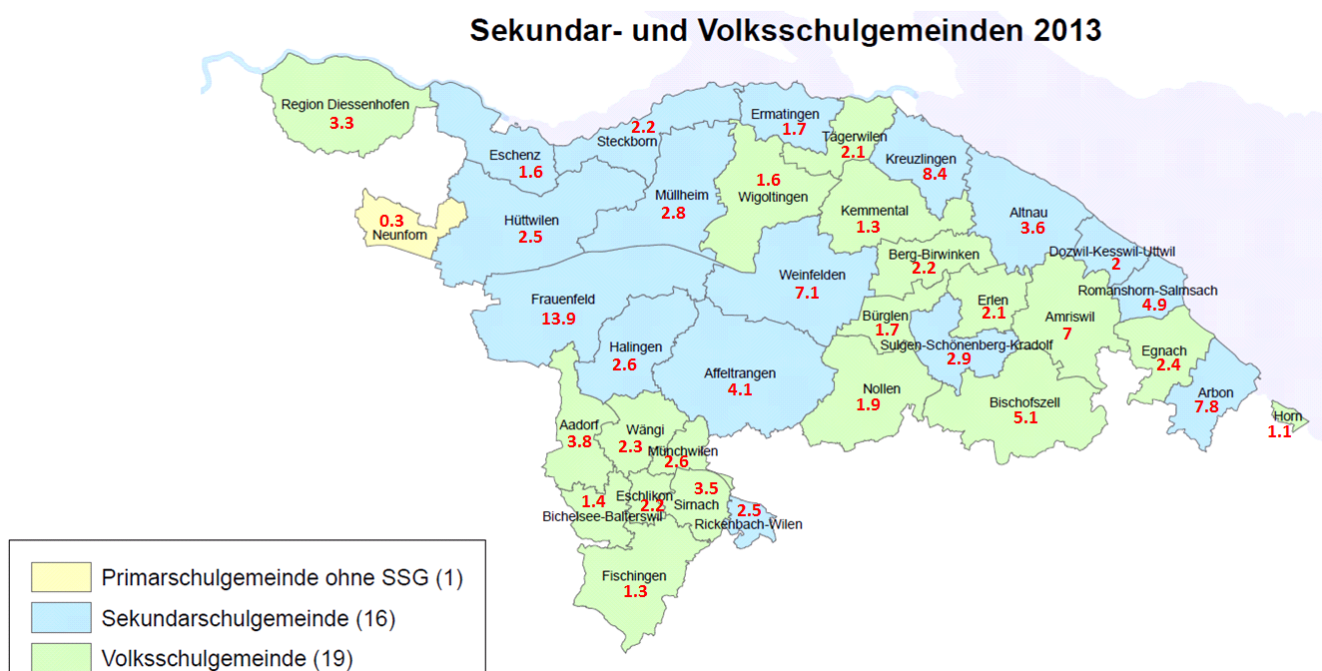 Sekundar- und Volksschulgemeinden 2013
Region Diessenhofen
3.3
Eschenz
1.6
2.2
Steckborn
Ermatingen
1.7
Tägerwilen
2.1
Kreuzlingen
8.4
0.3
Neunforn
Hüttwilen
2.5
Müllheim
2.8
1.6
Wigoltingen
Kemmental
1.3
Altnau
3.6
Dozwil-Kesswil-Uttwil
2
Berg-Birwinken
2.2
Weinfelden
7.1
Romanshorn-Salmsach
4.9
Frauenfeld
13.9
Erlen
2.1
Bürglen
1.7
Amriswil
7
Sulgen-Schönenberg-Kradolf
2.9
Halingen
2.6
Egnach
2.4
Affeltrangen
4.1
Nollen
1.9
Bischofszell
5.1
Arbon
7.8
Horn
1.1
Aadorf
3.8
Wängi
2.3
Münchwilen
2.6
1.4
Bichelsee-Balterswil
Eschlikon
2.2
3.5
Sirnach
2.5
Rickenbach-Wilen
Fischingen
1.3
Primarschulgemeinde ohne SSG (1)
Sekundarschulgemeinde (16)
Volksschulgemeinde (19)